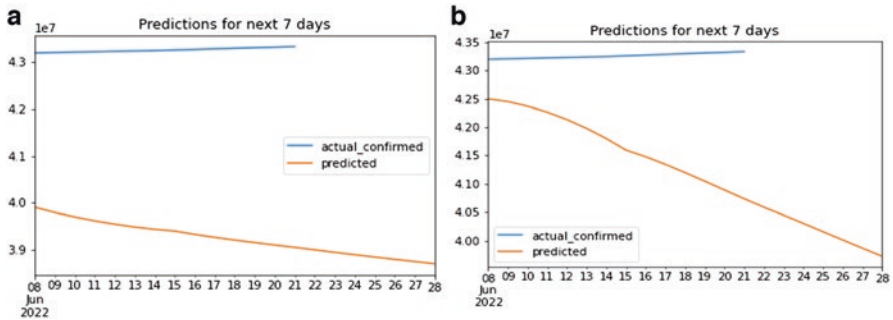 a
Predictions for next 7 days
1e7
4.3
4.2
4.1
4.0
3.9
actual_confirmed
predicted
08 09 10 11 12 13 14 15 16 17 18 19 20 21 22 23 24 25 26 27 28
Jun
2022
b
Predictions for next 7 days
1e7
4.35
4.30
4.25
4.20
4.15
4.10
4.05
4.00
actual_confirmed
predicted
08 09 10 11 12 13 14 15 16 17 18 19 20 21 22 23 24 25 26 27 28
Jun
2022